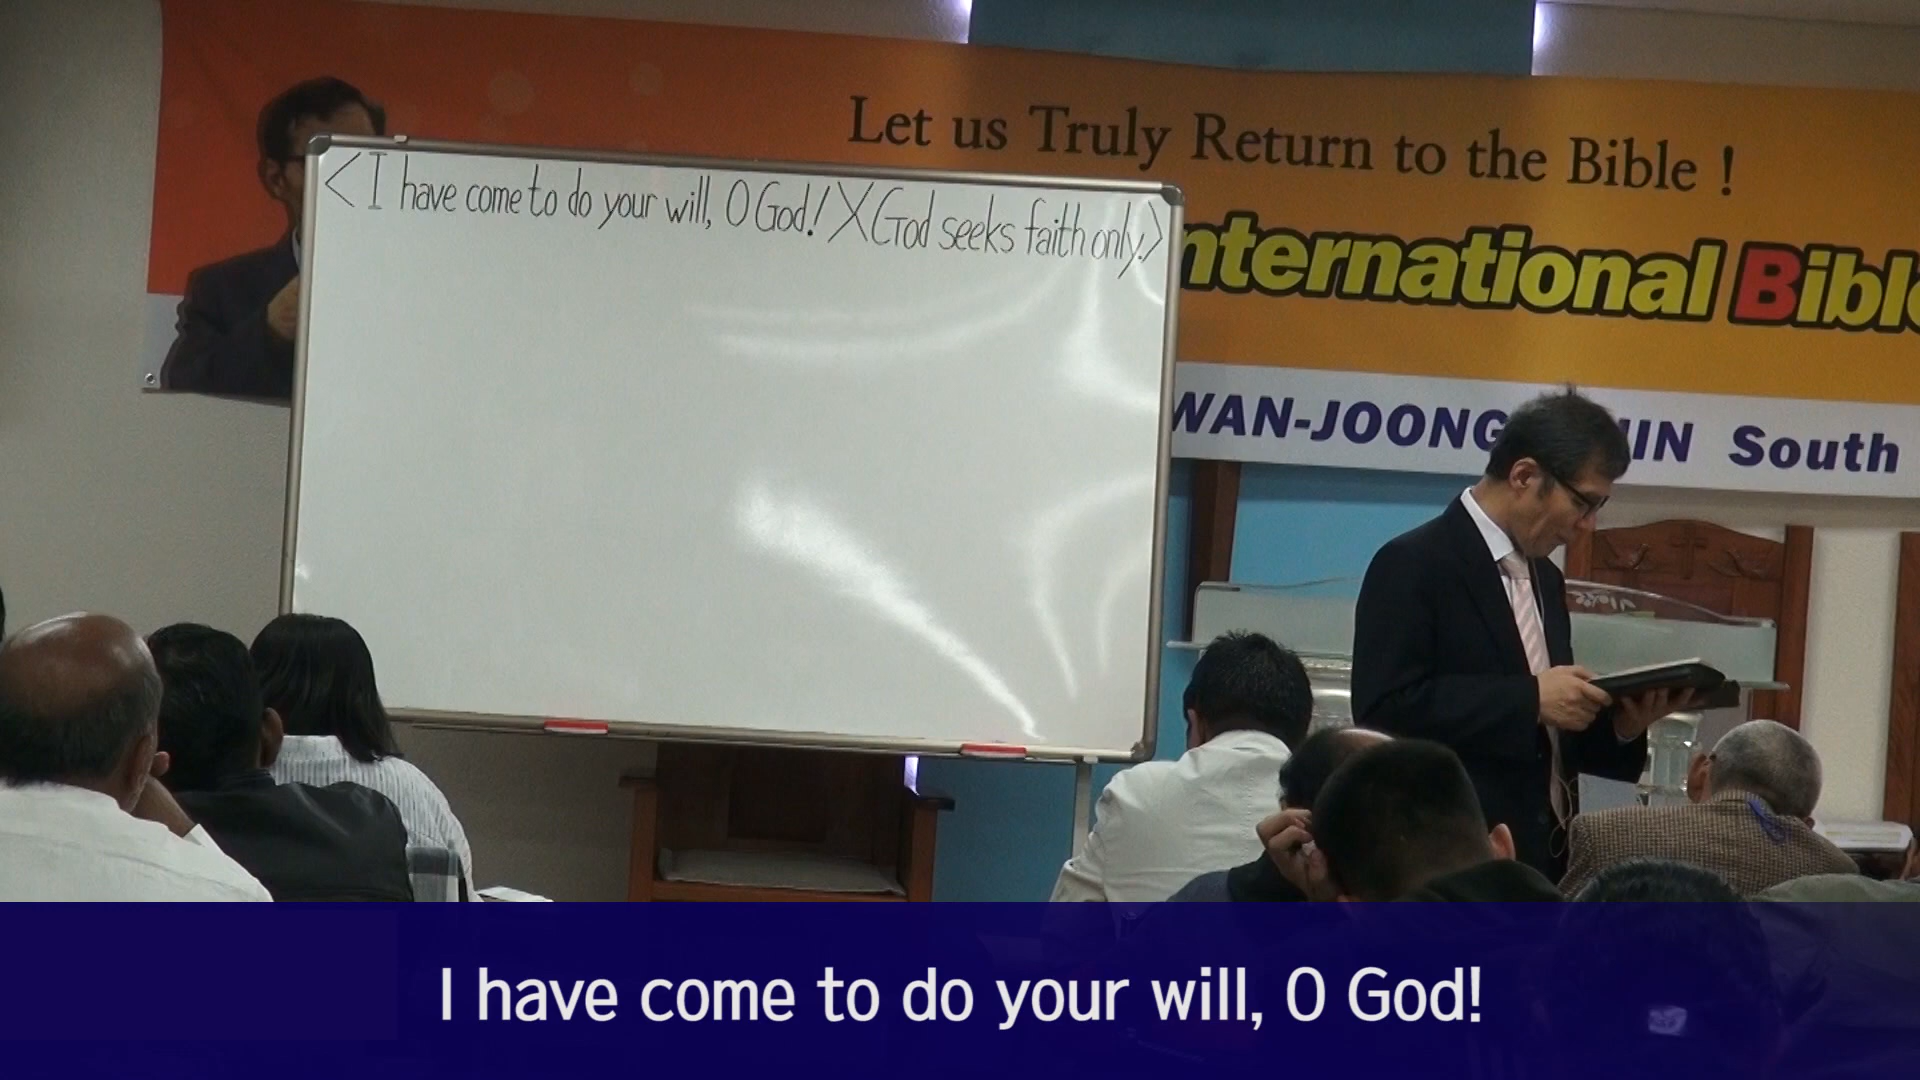 Let us Truly Return to the Bible !
<I have come to do your will, O God!><God seeks faith only.>
nternational Bible
WAN-JOONG IN South
I have come to do your will, O God!